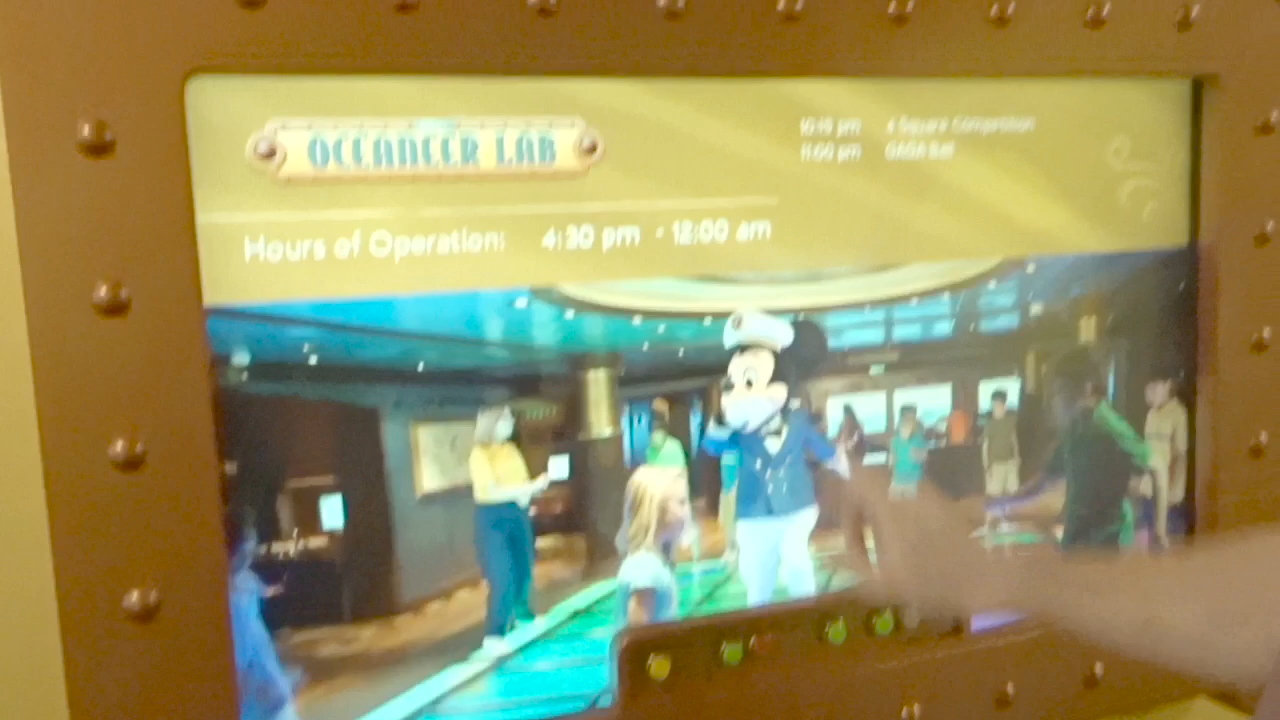 OCEANEER LAB
10:15 pm 4 Square Competition
11:00 pm GAGA Ball
Hours of Operation: 4:30 pm - 12:00 am